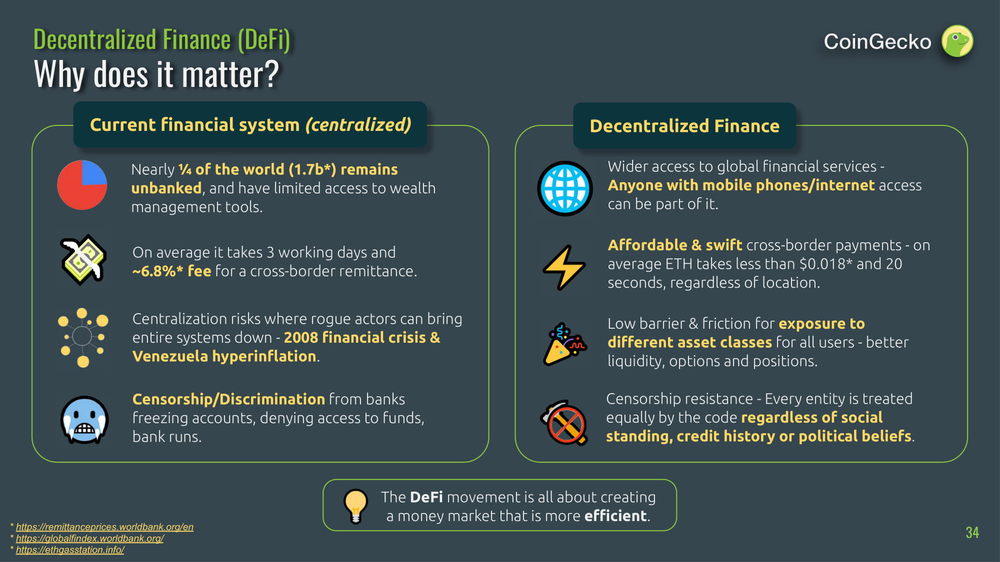 Decentralized Finance (DeFi)
Why does it matter?
CoinGecko
Current financial system (centralized)
Nearly ¼ of the world (1.7b*) remains
unbanked, and have limited access to wealth
management tools.
On average it takes 3 working days and
~6.8%* fee for a cross-border remittance.
Centralization risks where rogue actors can bring
entire systems down - 2008 financial crisis &
Venezuela hyperinflation.
Censorship/Discrimination from banks
freezing accounts, denying access to funds,
bank runs.
Decentralized Finance
Wider access to global financial services -
Anyone with mobile phones/internet access
can be part of it.
Affordable & swift cross-border payments - on
average ETH takes less than $0.018* and 20
seconds, regardless of location.
Low barrier & friction for exposure to
different asset classes for all users - better
liquidity, options and positions.
Censorship resistance - Every entity is treated
equally by the code regardless of social
standing, credit history or political beliefs.
The DeFi movement is all about creating
a money market that is more efficient.
* https://remittanceprices.worldbank.org/en
* https://globalfindex.worldbank.org/
* https://ethgasstation.info/
34